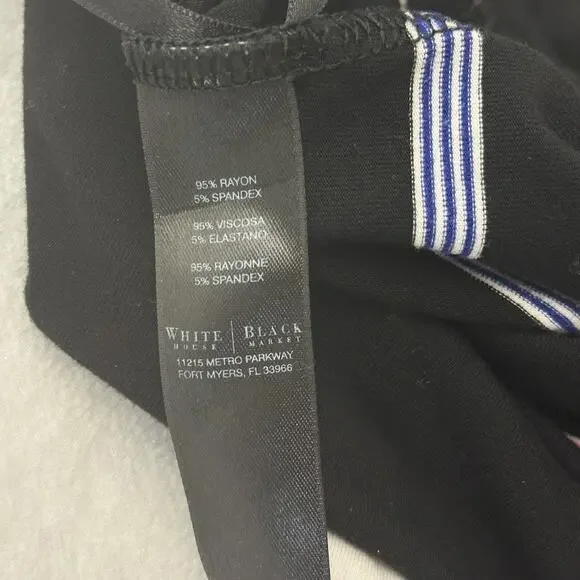 95% RAYON
5% SPANDEX
95% VISCOSA
5% ELASTANO
95% RAYONNE
5% SPANDEX
WHITE | BLACK
HOUSE | MARKET
11215 METRO PARKWAY
FORT MYERS, FL 33966